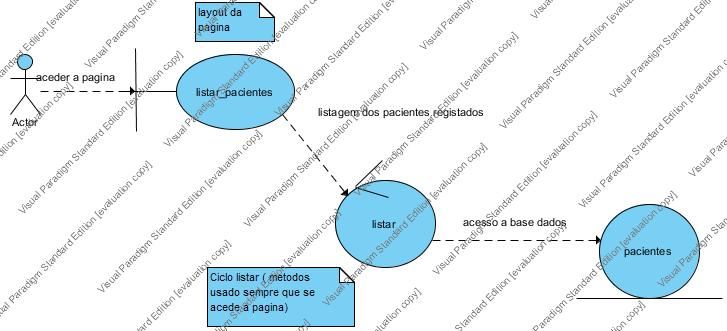 layout da
pagina
aceder a pagina
Actor
listar_pacientes
listagem dos pacientes registados
listar
acesso a base dados
pacientes
Ciclo listar ( métodos
usado sempre que se
acede a pagina)
Visual Paradigm Standard Edition [evaluation copy]